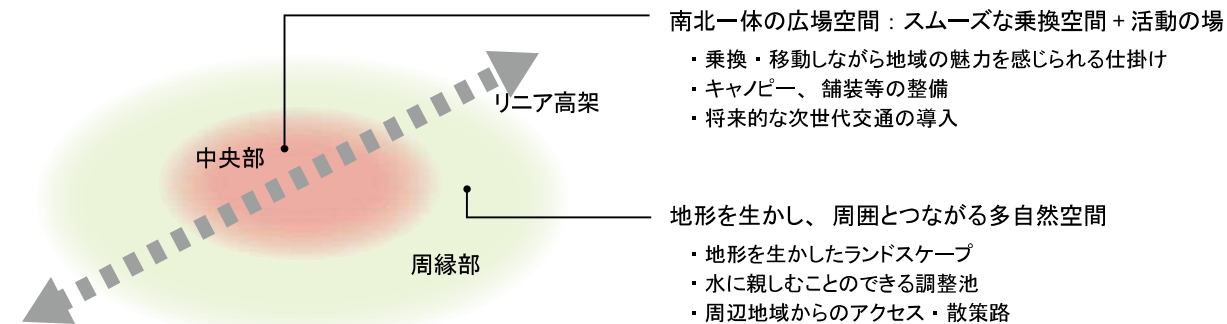 南北一体の広場空間：スムーズな乗換空間＋活動の場
・乗換・移動しながら地域の魅力を感じられる仕掛け
・キャノピー、舗装等の整備
・将来的な次世代交通の導入
リニア高架
中央部
周縁部
地形を生かし、周囲とつながる多自然空間
・地形を生かしたランドスケープ
・水に親しむことのできる調整池
・周辺地域からのアクセス・散策路